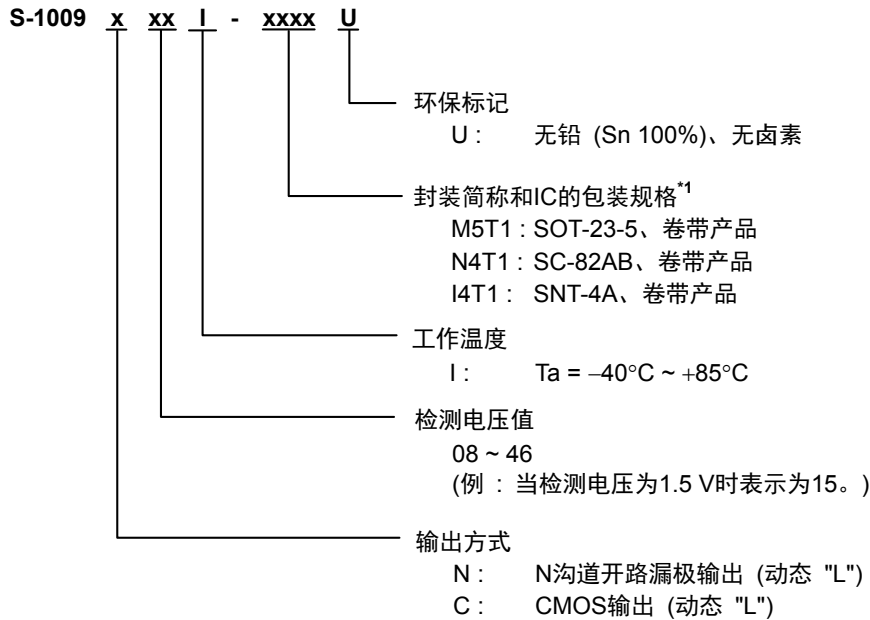 S-1009 x xx I - xxxx U
环保标记
U : 无铅 (Sn 100%)、无卤素
封装简称和IC的包装规格*1
M5T1 : SOT-23-5、卷带产品
N4T1 : SC-82AB、卷带产品
I4T1 : SNT-4A、卷带产品
工作温度
I : Ta = −40°C ~ +85°C
检测电压值
08 ~ 46
(例 : 当检测电压为1.5 V时表示为15。)
输出方式
N : N沟道开路漏极输出 (动态 "L")
C : CMOS输出 (动态 "L")